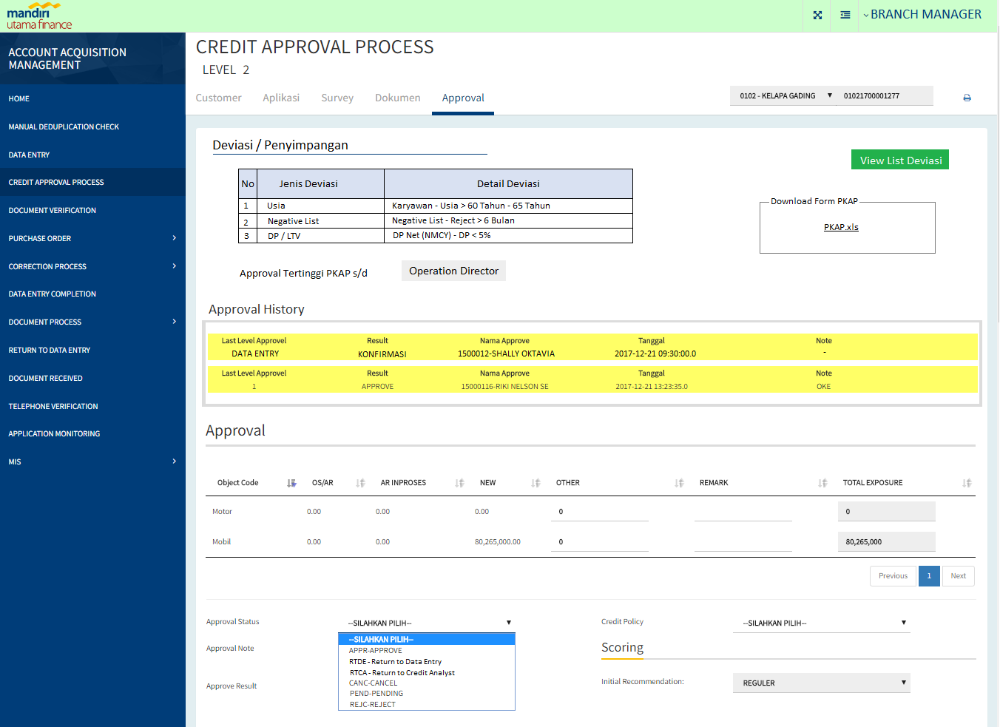 mandiri
utama finance
BRANCH MANAGER
ACCOUNT ACQUISITION
MANAGEMENT
HOME
MANUAL DEDUPLICATION CHECK
DATA ENTRY
CREDIT APPROVAL PROCESS
DOCUMENT VERIFICATION
PURCHASE ORDER
CORRECTION PROCESS
DATA ENTRY COMPLETION
DOCUMENT PROCESS
RETURN TO DATA ENTRY
DOCUMENT RECEIVED
TELEPHONE VERIFICATION
APPLICATION MONITORING
MIS
CREDIT APPROVAL PROCESS
LEVEL 2
Customer Aplikasi Survey Dokumen Approval
0102 - KELAPA GADING 01021700001277
Deviasi / Penyimpangan
View List Deviasi
No Jenis Deviasi Detail Deviasi
1 Usia Karyawan - Usia > 60 Tahun - 65 Tahun
2 Negative List Negative List - Reject > 6 Bulan
3 DP / LTV DP Net (NMCY) - DP < 5%
Download Form PKAP
PKAP.xls
Approval Tertinggi PKAP s/d Operation Director
Approval History
Last Level Approvel Result Nama Approve Tanggal Note
DATA ENTRY KONFIRMASI 1500012-SHALLY OKTAVIA 2017-12-21 09:30:00.0 -
Last Level Approvel Result Nama Approve Tanggal Note
1 APPROVE 15000116-RIKI NELSON SE 2017-12-21 13:23:35.0 OKE
Approval
Object Code OS/AR AR INPROSES NEW OTHER REMARK TOTAL EXPOSURE
Motor 0.00 0.00 0.00 0 0
Mobil 0.00 0.00 80,265,000.00 0 80,265,000
Previous 1 Next
Approval Status --SILAHKAN PILIH--
--SILAHKAN PILIH--
APPR-APPROVE
RTDE - Return to Data Entry
RTCA - Return to Credit Analyst
CANC-CANCEL
PEND-PENDING
REJC-REJECT
Approval Note
Approve Result
Credit Policy --SILAHKAN PILIH--
Scoring
Initial Recommendation: REGULER